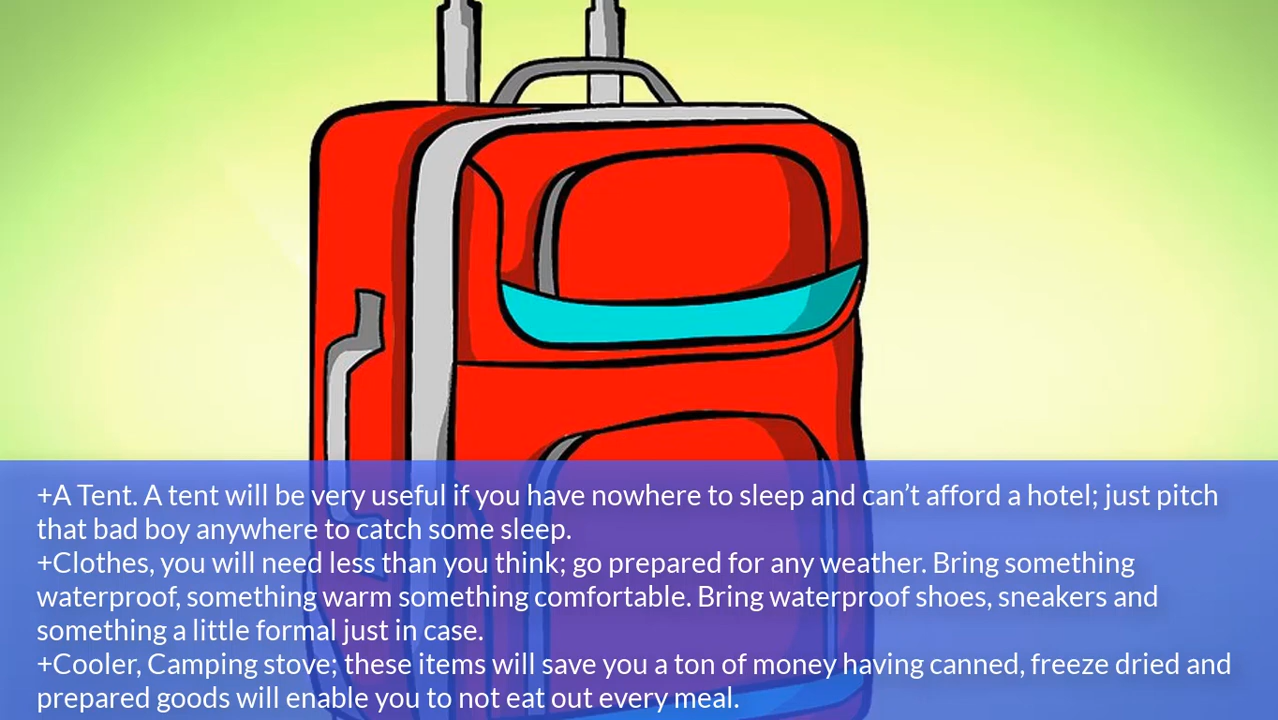 +A Tent. A tent will be very useful if you have nowhere to sleep and can’t afford a hotel; just pitch
that bad boy anywhere to catch some sleep.
+Clothes, you will need less than you think; go prepared for any weather. Bring something
waterproof, something warm something comfortable. Bring waterproof shoes, sneakers and
something a little formal just in case.
+Cooler, Camping stove; these items will save you a ton of money having canned, freeze dried and
prepared goods will enable you to not eat out every meal.